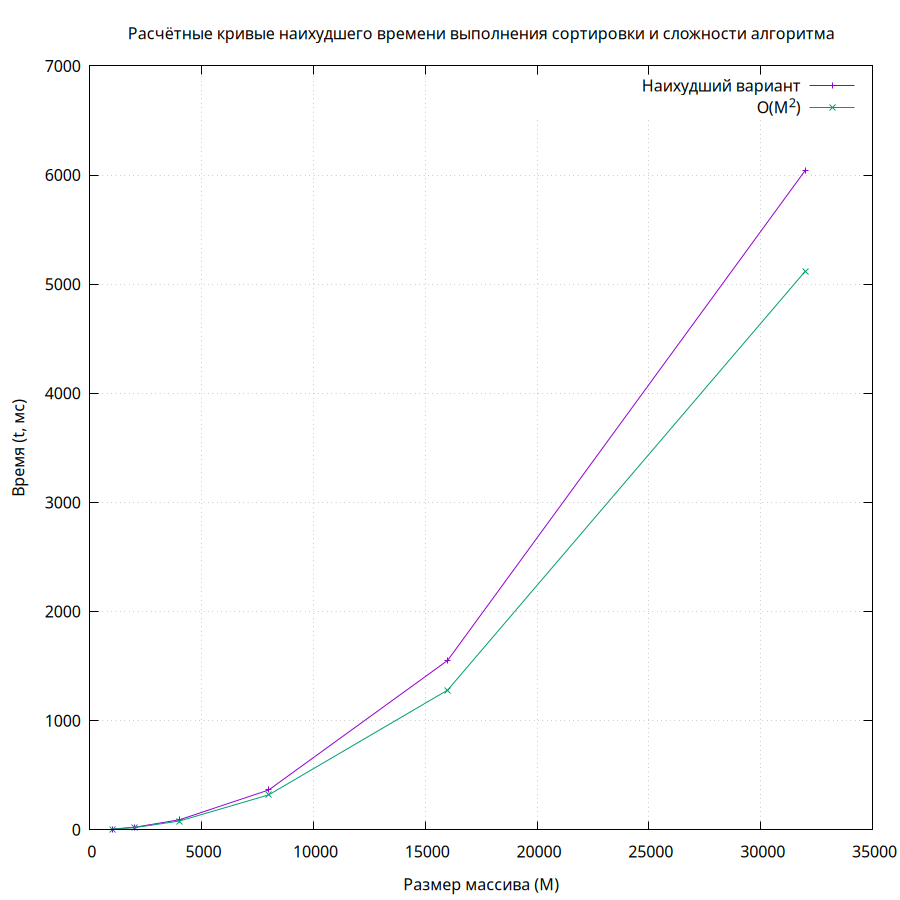 Расчётные кривые наихудшего времени выполнения сортировки и сложности алгоритма
7000
6000
5000
4000
3000
2000
1000
0
Наихудший вариант
O(M²)
Время (t, мс)
0 5000 10000 15000 20000 25000 30000 35000
Размер массива (M)